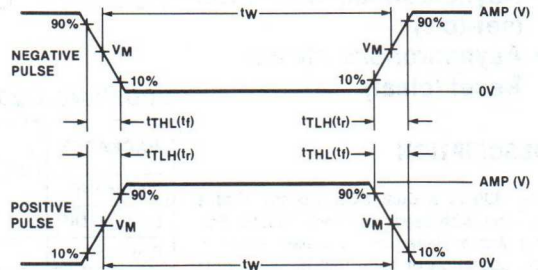 tW
AMP (V)
90%
90%
NEGATIVE
PULSE
VM
VM
10%
10%
0V
tTHL(tf)
tTLH(tr)
tTLH(tr)
tTHL(tf)
AMP (V)
90%
90%
POSITIVE
PULSE
VM
VM
10%
10%
0V
tW